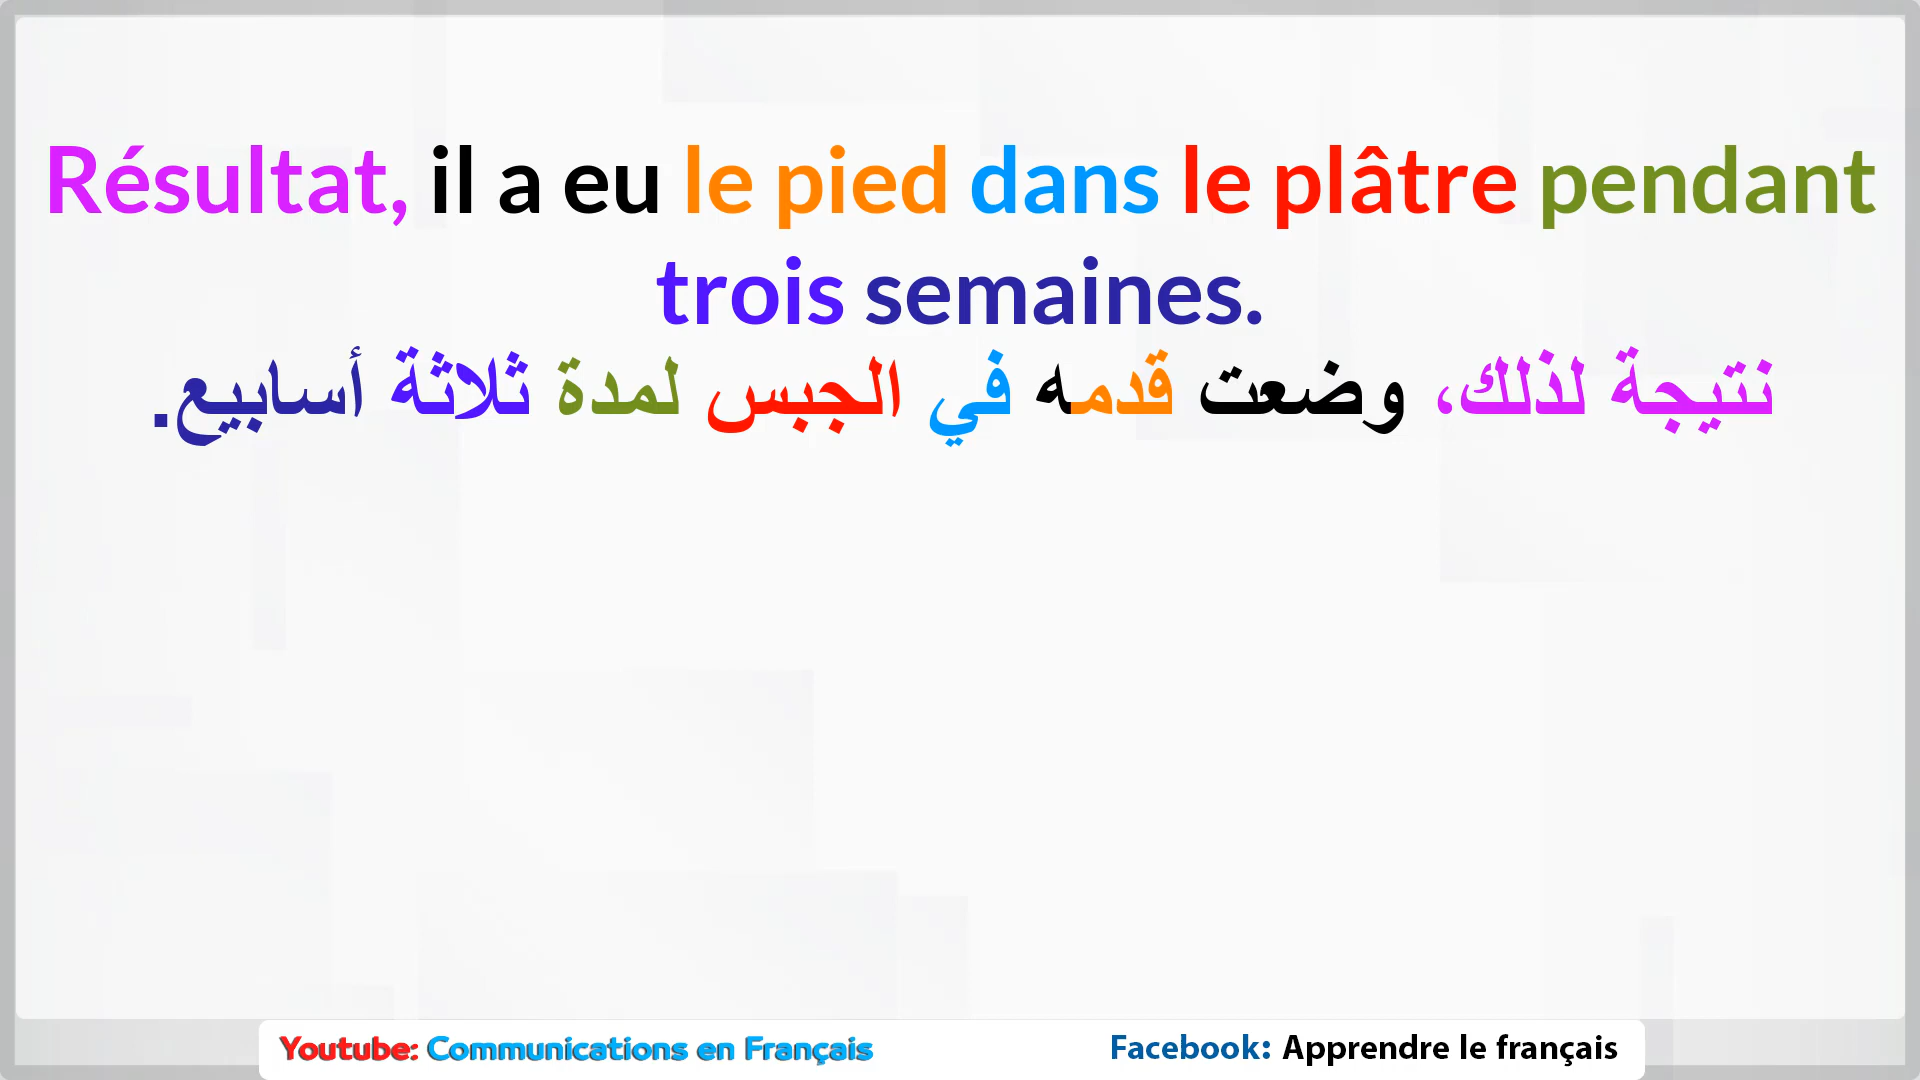 Résultat, il a eu le pied dans le plâtre pendant
trois semaines.
نتيجة لذلك، وضعت قدمه في الجبس لمدة ثلاثة أسابيع.
Youtube: Communications en Français
Facebook: Apprendre le français